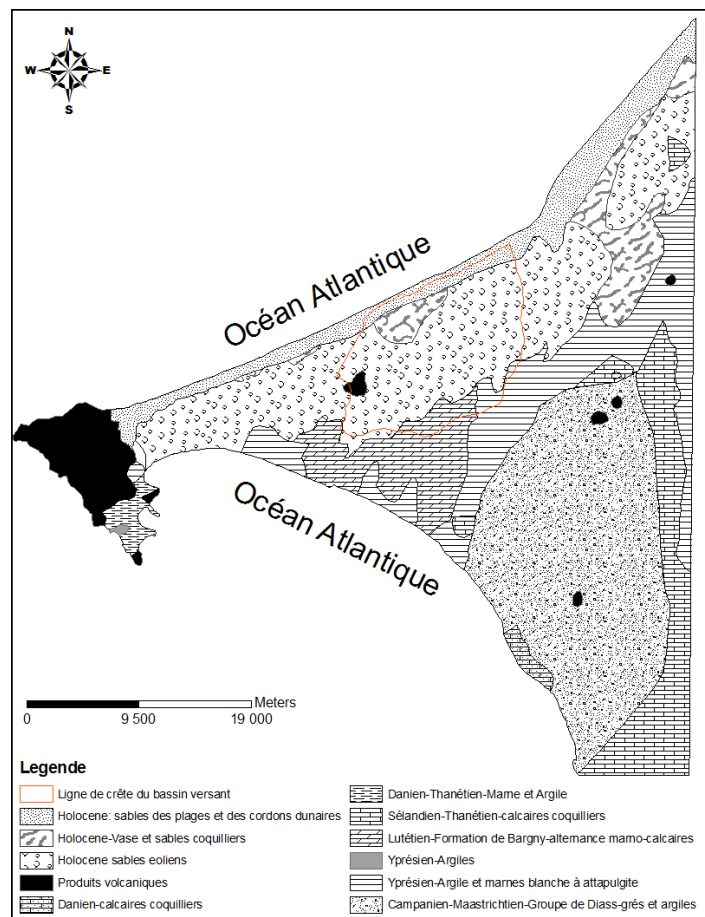 N
W E
S
Océan Atlantique
Océan Atlantique
Meters
0 9 500 19 000
Legende
Ligne de crête du bassin versant
Holocene: sables des plages et des cordons dunaires
Holocene-Vase et sables coquilliers
Holocene sables eoliens
Produits volcaniques
Danien-calcaires coquilliers
Danien-Thanétien-Marne et Argile
Sélandien-Thanétien-calcaires coquilliers
Lutétien-Formation de Bargny-alternance marno-calcaires
Yprésien-Argiles
Yprésien-Argile et marnes blanche à attapulgite
Campanien-Maastrichtien-Groupe de Diass-grés et argiles